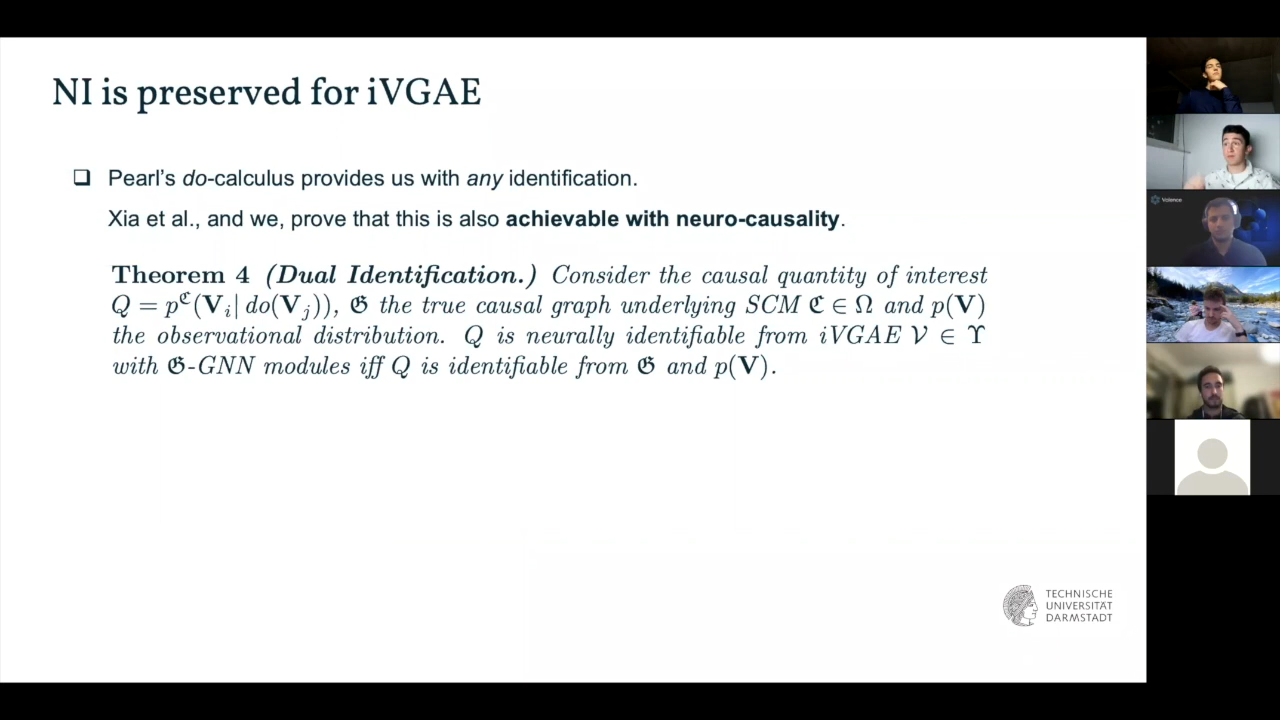 NI is preserved for iVGAE
❏ Pearl's do-calculus provides us with any identification.
Xia et al., and we, prove that this is also achievable with neuro-causality.
Theorem 4 (Dual Identification.) Consider the causal quantity of interest
Q = p^ℭ(V_i| do(V_j)), 𝔊 the true causal graph underlying SCM ℭ ∈ Ω and p(V)
the observational distribution. Q is neurally identifiable from iVGAE 𝒱 ∈ Υ
with 𝔊-GNN modules iff Q is identifiable from 𝔊 and p(V).
TECHNISCHE
UNIVERSITÄT
DARMSTADT
Valence